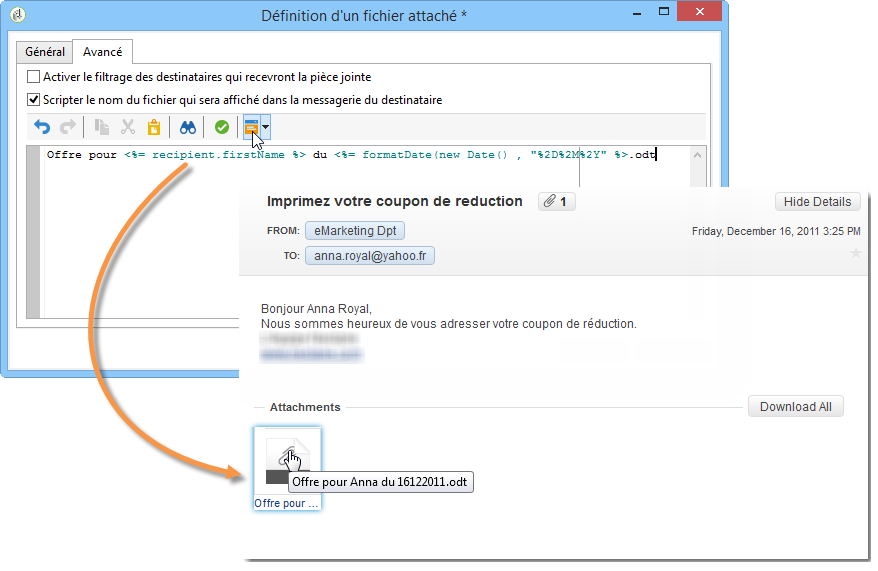 Définition d'un fichier attaché *
Général
Avancé
Activer le filtrage des destinataires qui recevront la pièce jointe
Scripter le nom du fichier qui sera affiché dans la messagerie du destinataire
Offre pour <%= recipient.firstName %> du <%= formatDate(new Date() , "%2D%2M%2Y" %>.odt
Imprimez votre coupon de reduction
1
Hide Details
FROM: eMarketing Dpt
Friday, December 16, 2011 3:25 PM
TO: anna.royal@yahoo.fr
Bonjour Anna Royal,
Nous sommes heureux de vous adresser votre coupon de réduction.
Attachments
Download All
Offre pour Anna du 16122011.odt
Offre pour ...